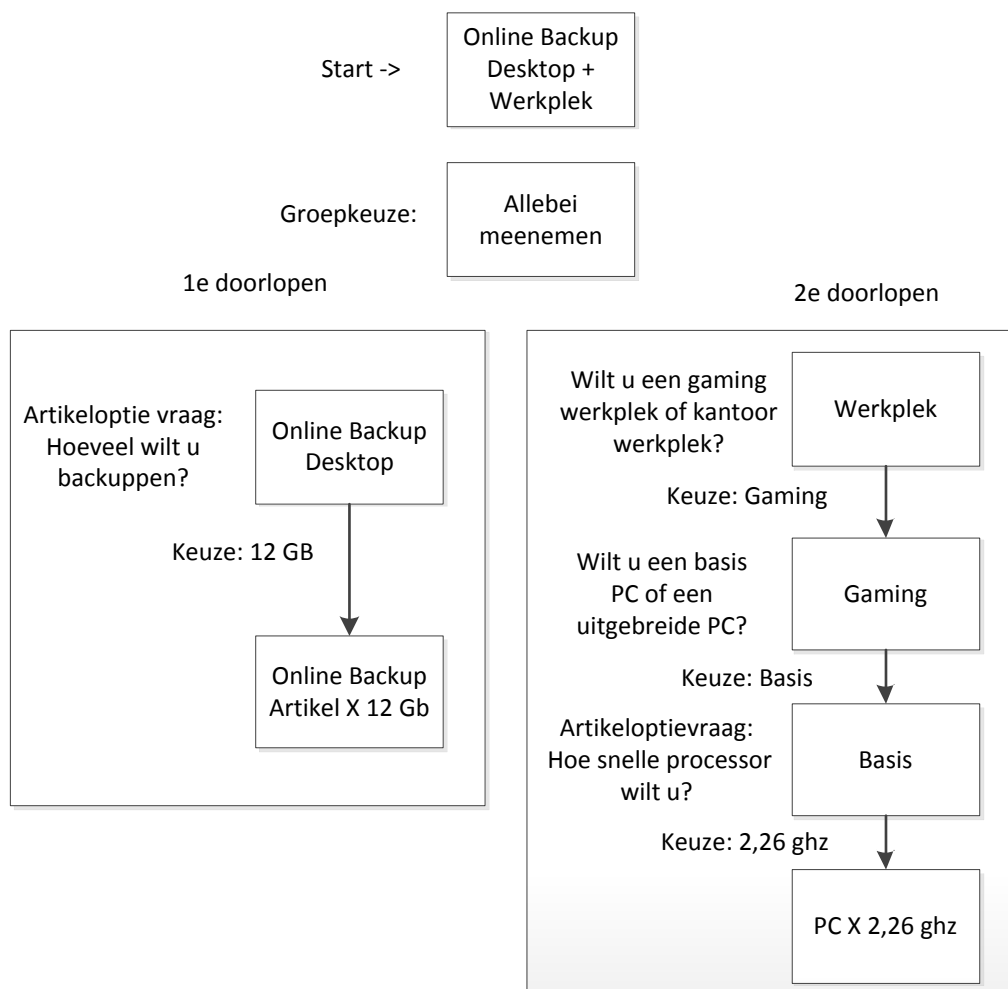 Start ->
Online Backup
Desktop +
Werkplek
Groepkeuze:
Allebei
meenemen
1e doorlopen
Artikeloptie vraag:
Hoeveel wilt u
backuppen?
Online Backup
Desktop
Keuze: 12 GB
Online Backup
Artikel X 12 Gb
2e doorlopen
Wilt u een gaming
werkplek of kantoor
werkplek?
Werkplek
Keuze: Gaming
Wilt u een basis
PC of een
uitgebreide PC?
Gaming
Keuze: Basis
Artikeloptievraag:
Hoe snelle processor
wilt u?
Basis
Keuze: 2,26 ghz
PC X 2,26 ghz